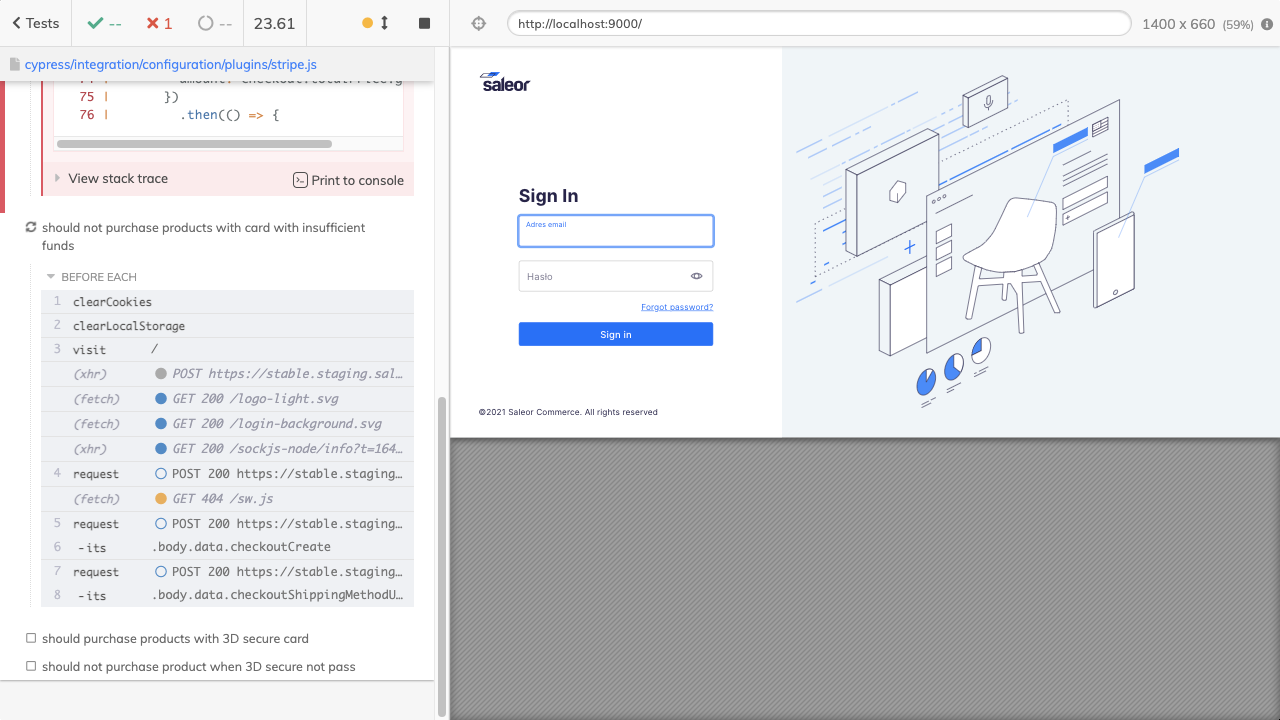 Tests
--
1
--
23.61
http://localhost:9000/
1400 x 660 (59%)
cypress/integration/configuration/plugins/stripe.js
75 | })
76 | .then(() => {
View stack trace
Print to console
should not purchase products with card with insufficient
funds
BEFORE EACH
1 clearCookies
2 clearLocalStorage
3 visit /
(xhr) POST https://stable.staging.sal…
(fetch) GET 200 /logo-light.svg
(fetch) GET 200 /login-background.svg
(xhr) GET 200 /sockjs-node/info?t=164…
4 request POST 200 https://stable.staging…
(fetch) GET 404 /sw.js
5 request POST 200 https://stable.staging…
6 -its .body.data.checkoutCreate
7 request POST 200 https://stable.staging…
8 -its .body.data.checkoutShippingMethodU…
should purchase products with 3D secure card
should not purchase product when 3D secure not pass
saleor
Sign In
Adres email
Hasło
Forgot password?
Sign in
©2021 Saleor Commerce. All rights reserved